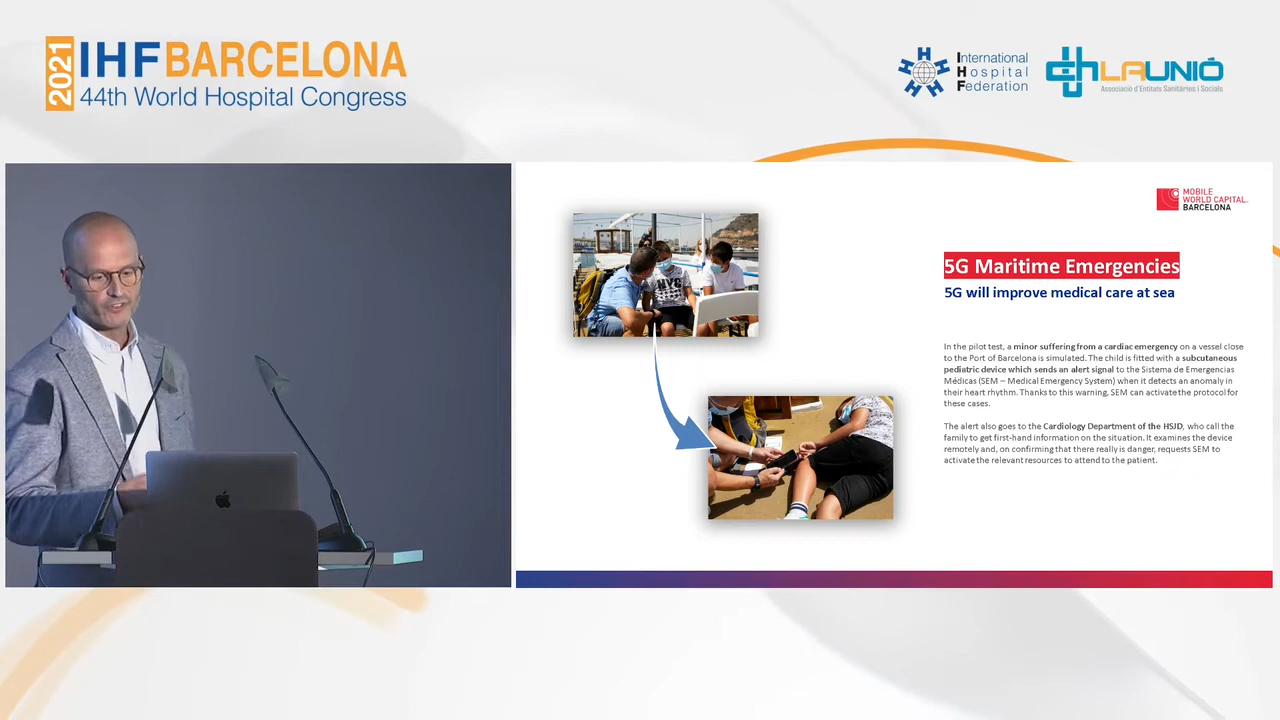 2021
IHF BARCELONA
44th World Hospital Congress
International
Hospital
Federation
LAUNIÓ
Associació d'Entitats Sanitàries i Socials
MOBILE
WORLD CAPITAL.
BARCELONA
5G Maritime Emergencies
5G will improve medical care at sea
In the pilot test, a minor suffering from a cardiac emergency on a vessel close
to the Port of Barcelona is simulated. The child is fitted with a subcutaneous
pediatric device which sends an alert signal to the Sistema de Emergencias
Médicas (SEM – Medical Emergency System) when it detects an anomaly in
their heart rhythm. Thanks to this warning, SEM can activate the protocol for
these cases.
The alert also goes to the Cardiology Department of the HSJD, who call the
family to get first-hand information on the situation. It examines the device
remotely and, on confirming that there really is danger, requests SEM to
activate the relevant resources to attend to the patient.
NYC